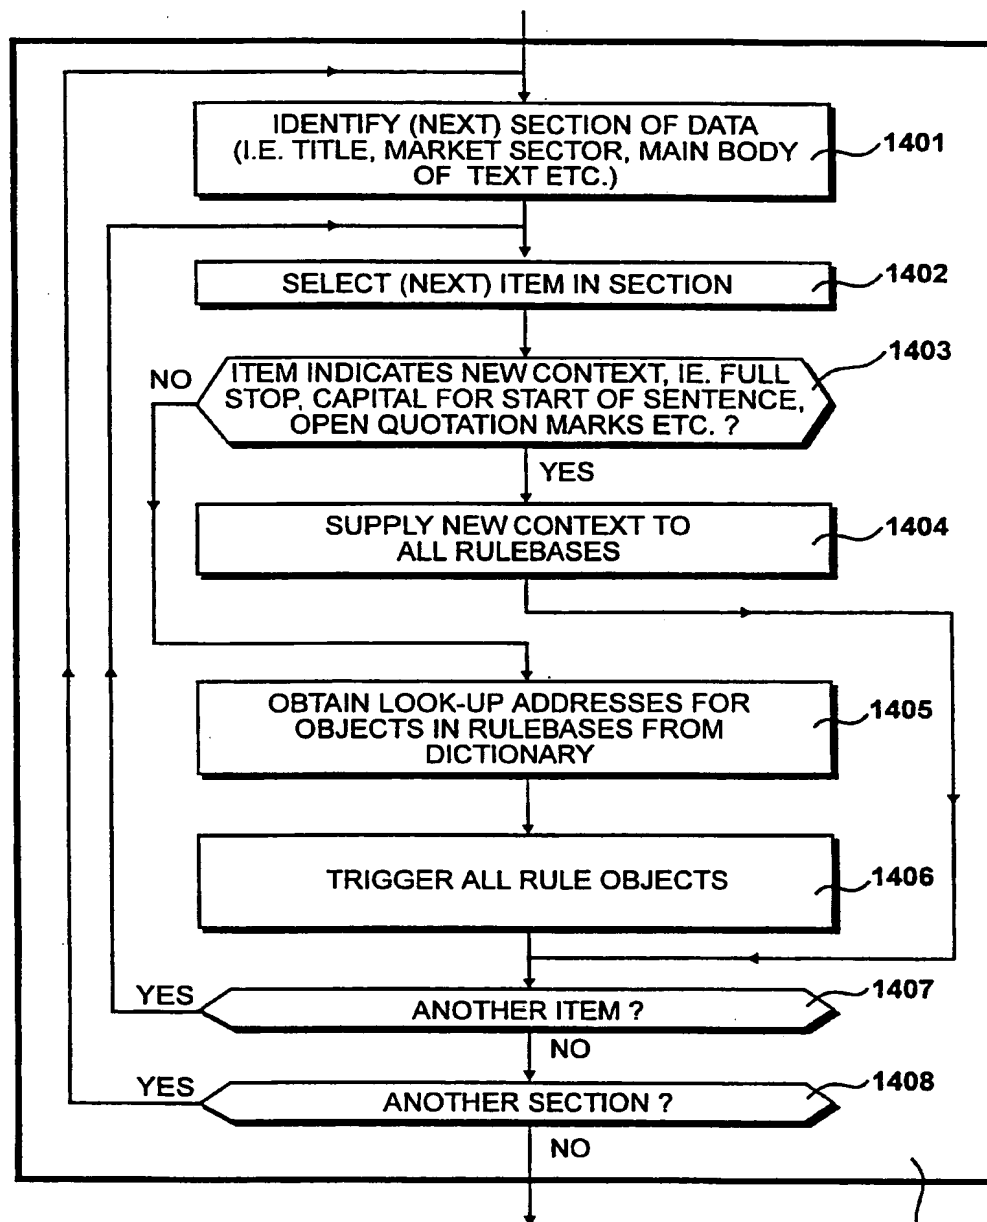 IDENTIFY (NEXT) SECTION OF DATA
(I.E. TITLE, MARKET SECTOR, MAIN BODY
OF TEXT ETC.)
1401
SELECT (NEXT) ITEM IN SECTION
1402
NO
ITEM INDICATES NEW CONTEXT, IE. FULL
STOP, CAPITAL FOR START OF SENTENCE,
OPEN QUOTATION MARKS ETC. ?
1403
YES
SUPPLY NEW CONTEXT TO
ALL RULEBASES
1404
OBTAIN LOOK-UP ADDRESSES FOR
OBJECTS IN RULEBASES FROM
DICTIONARY
1405
TRIGGER ALL RULE OBJECTS
1406
YES
ANOTHER ITEM ?
1407
NO
YES
ANOTHER SECTION ?
1408
NO